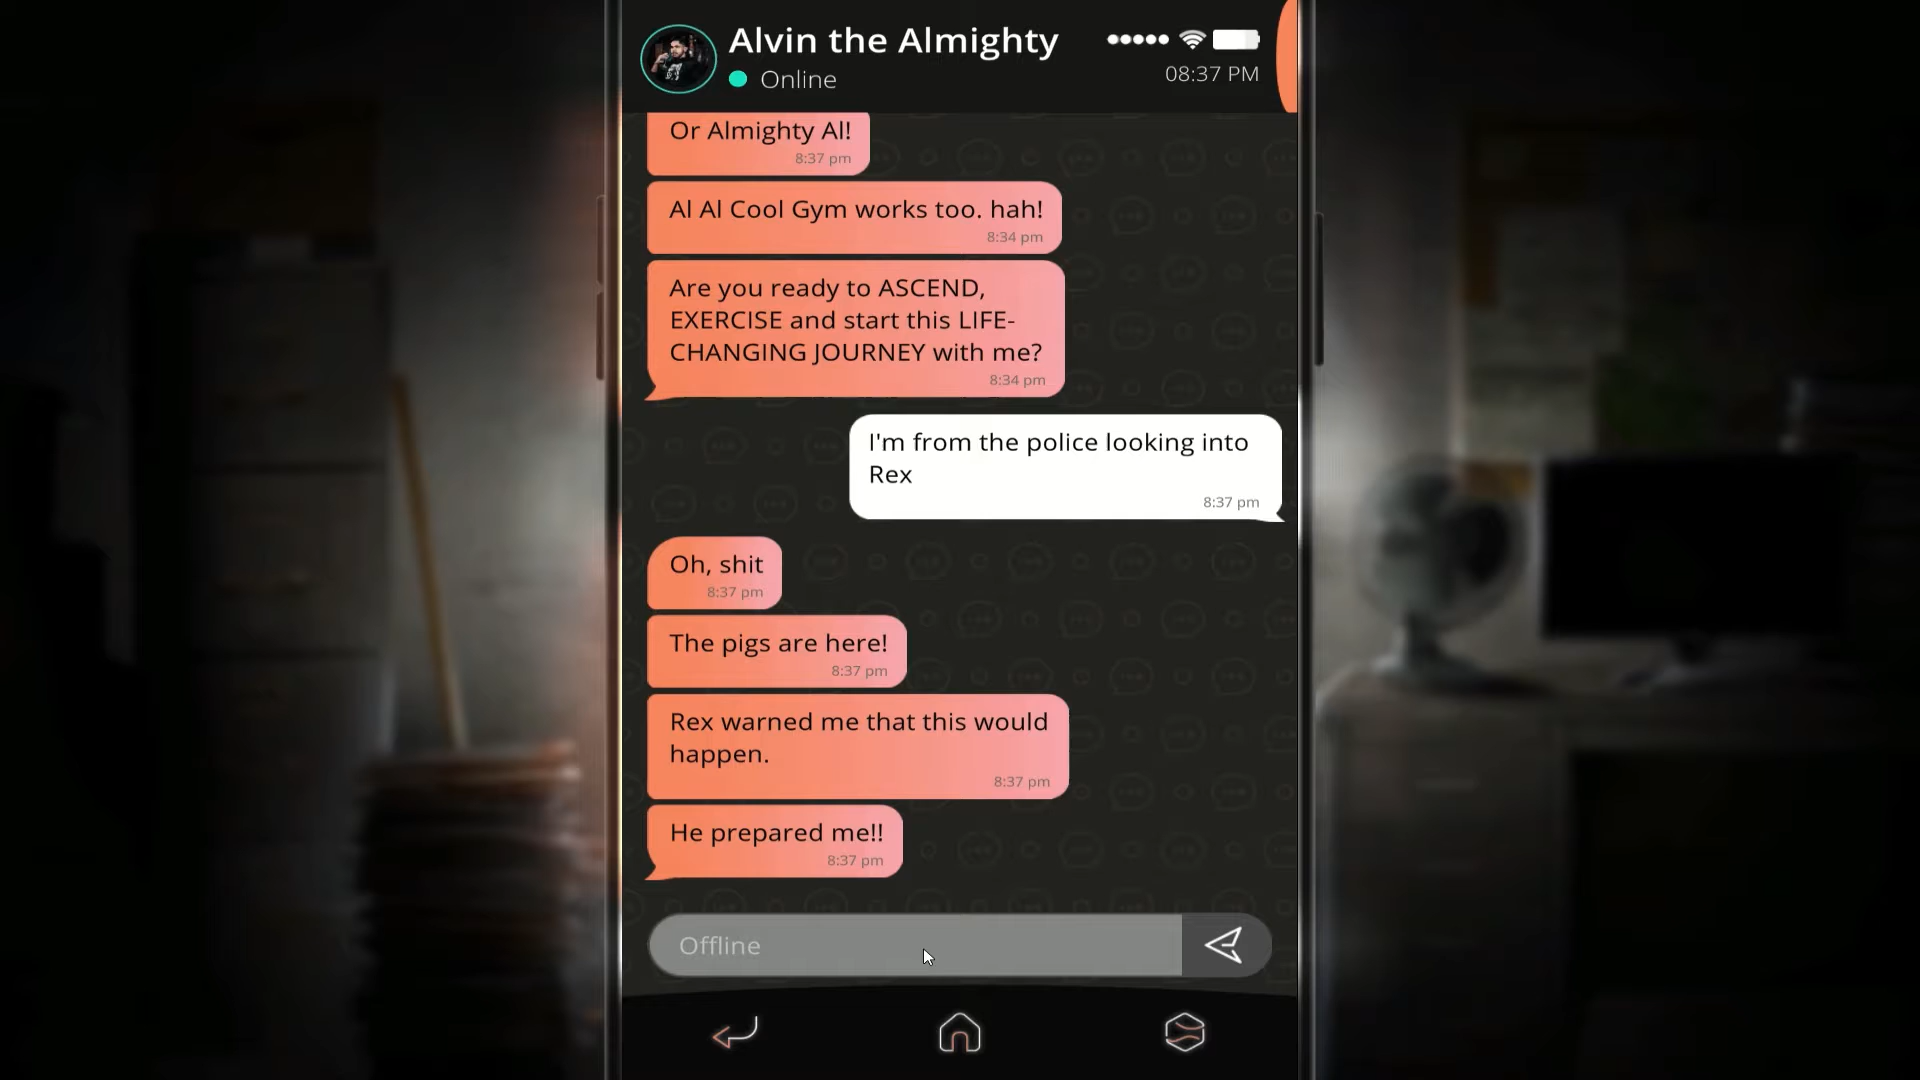 Alvin the Almighty
Online
08:37 PM
Or Almighty Al!
8:37 pm
Al Al Cool Gym works too. hah!
8:34 pm
Are you ready to ASCEND,
EXERCISE and start this LIFE-
CHANGING JOURNEY with me?
8:34 pm
I'm from the police looking into
Rex
8:37 pm
Oh, shit
8:37 pm
The pigs are here!
8:37 pm
Rex warned me that this would
happen.
8:37 pm
He prepared me!!
8:37 pm
Offline